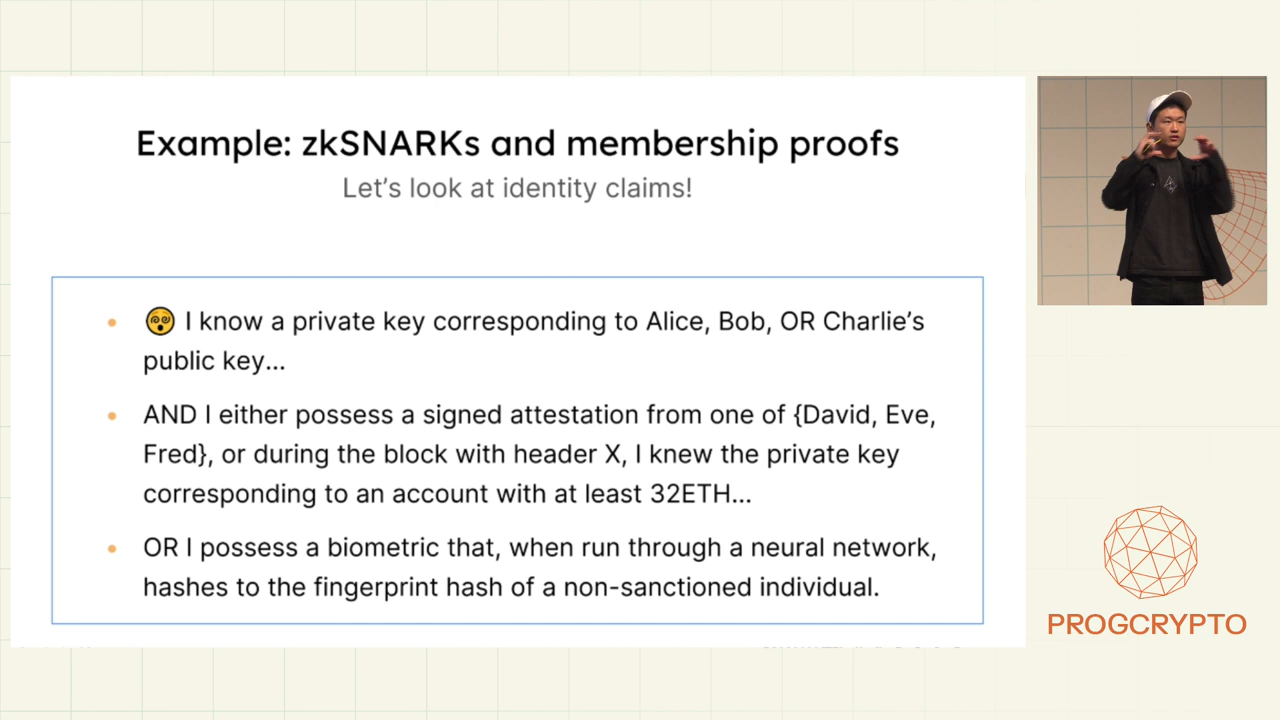 Example: zkSNARKs and membership proofs
Let's look at identity claims!
• 😵‍💫 I know a private key corresponding to Alice, Bob, OR Charlie's
public key...
• AND I either possess a signed attestation from one of {David, Eve,
Fred}, or during the block with header X, I knew the private key
corresponding to an account with at least 32ETH...
• OR I possess a biometric that, when run through a neural network,
hashes to the fingerprint hash of a non-sanctioned individual.
PROGCRYPTO